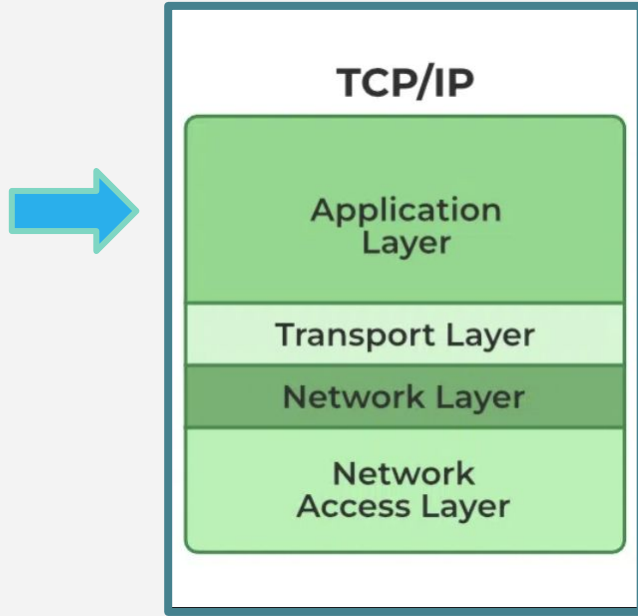 TCP/IP
Application
Layer
Transport Layer
Network Layer
Network
Access Layer